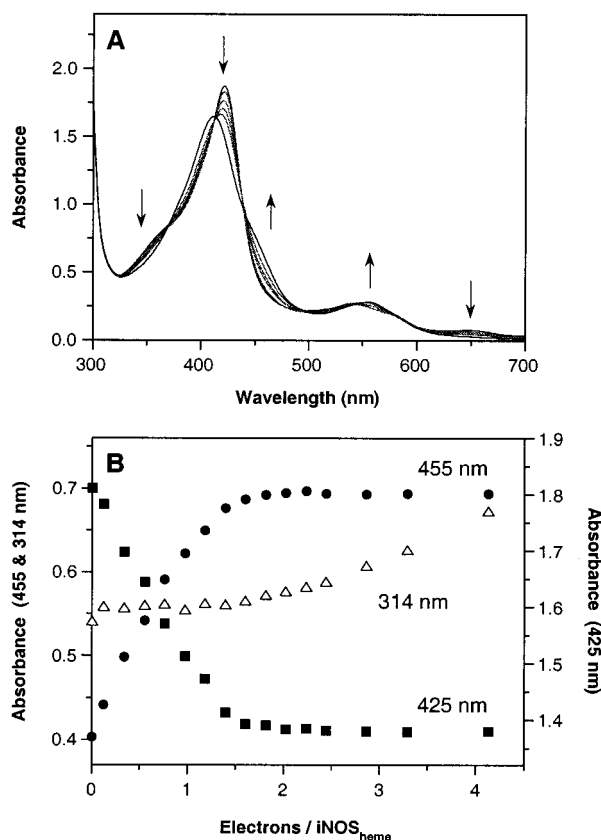 A
2.0
1.5
1.0
0.5
0.0
Absorbance
300
400
500
600
700
Wavelength (nm)
B
0.7
0.6
0.5
0.4
Absorbance (455 & 314 nm)
1.9
1.8
1.7
1.6
1.5
1.4
Absorbance (425 nm)
455 nm
314 nm
425 nm
0
1
2
3
4
Electrons / iNOSheme